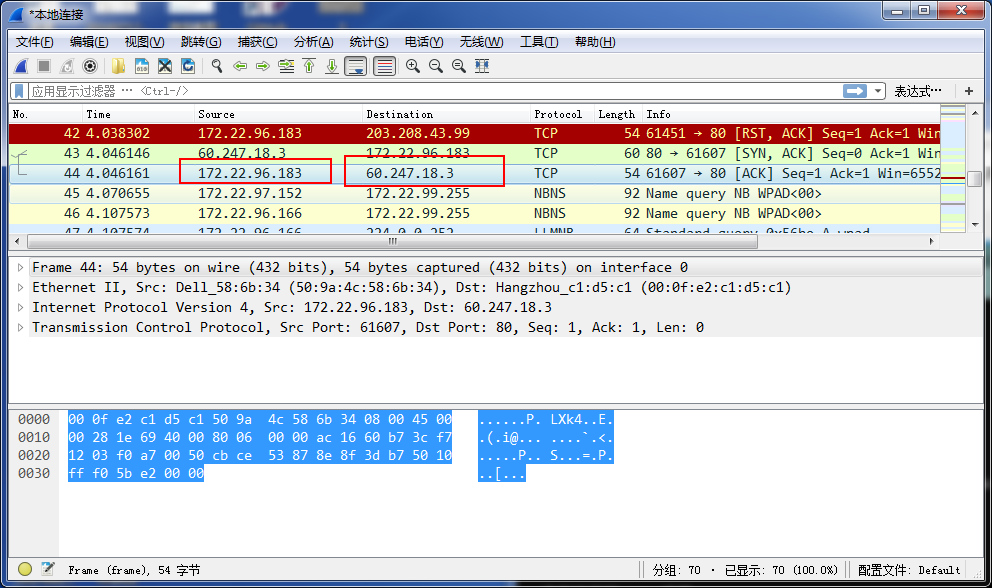 *本地连接
文件(F) 编辑(E) 视图(V) 跳转(G) 捕获(C) 分析(A) 统计(S) 电话(Y) 无线(W) 工具(T) 帮助(H)
应用显示过滤器 … <Ctrl-/> 表达式… +
No. Time Source Destination Protocol Length Info
42 4.038302 172.22.96.183 203.208.43.99 TCP 54 61451 → 80 [RST, ACK] Seq=1 Ack=1 Win
43 4.046146 60.247.18.3 172.22.96.183 TCP 60 80 → 61607 [SYN, ACK] Seq=0 Ack=1 Win
44 4.046161 172.22.96.183 60.247.18.3 TCP 54 61607 → 80 [ACK] Seq=1 Ack=1 Win=6552
45 4.070655 172.22.97.152 172.22.99.255 NBNS 92 Name query NB WPAD<00>
46 4.107573 172.22.96.166 172.22.99.255 NBNS 92 Name query NB WPAD<00>
47 4.107574 172.22.96.166 224.0.0.252 LLMNR 64 Standard query 0x56be A wpad
Frame 44: 54 bytes on wire (432 bits), 54 bytes captured (432 bits) on interface 0
Ethernet II, Src: Dell_58:6b:34 (50:9a:4c:58:6b:34), Dst: Hangzhou_c1:d5:c1 (00:0f:e2:c1:d5:c1)
Internet Protocol Version 4, Src: 172.22.96.183, Dst: 60.247.18.3
Transmission Control Protocol, Src Port: 61607, Dst Port: 80, Seq: 1, Ack: 1, Len: 0
0000 00 0f e2 c1 d5 c1 50 9a 4c 58 6b 34 08 00 45 00 ......P. LXk4..E.
0010 00 28 1e 69 40 00 80 06 00 00 ac 16 60 b7 3c f7 .(.i@... ....`.<.
0020 12 03 f0 a7 00 50 cb ce 53 87 8e 8f 3d b7 50 10 .....P.. S...=.P.
0030 ff f0 5b e2 00 00 ..[...
Frame (frame), 54 字节 分组: 70 · 已显示: 70 (100.0%) 配置文件: Default